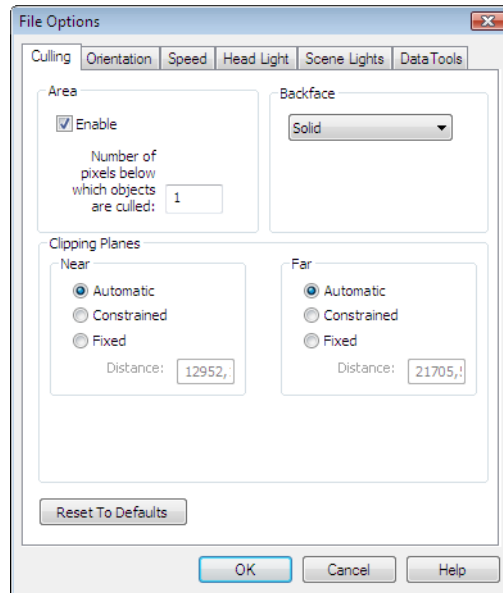 File Options
Culling Orientation Speed Head Light Scene Lights DataTools
Area
Enable
Number of
pixels below
which objects
are culled: 1
Backface
Solid
Clipping Planes
Near
Automatic
Constrained
Fixed
Distance: 12952,
Far
Automatic
Constrained
Fixed
Distance: 21705,
Reset To Defaults
OK Cancel Help